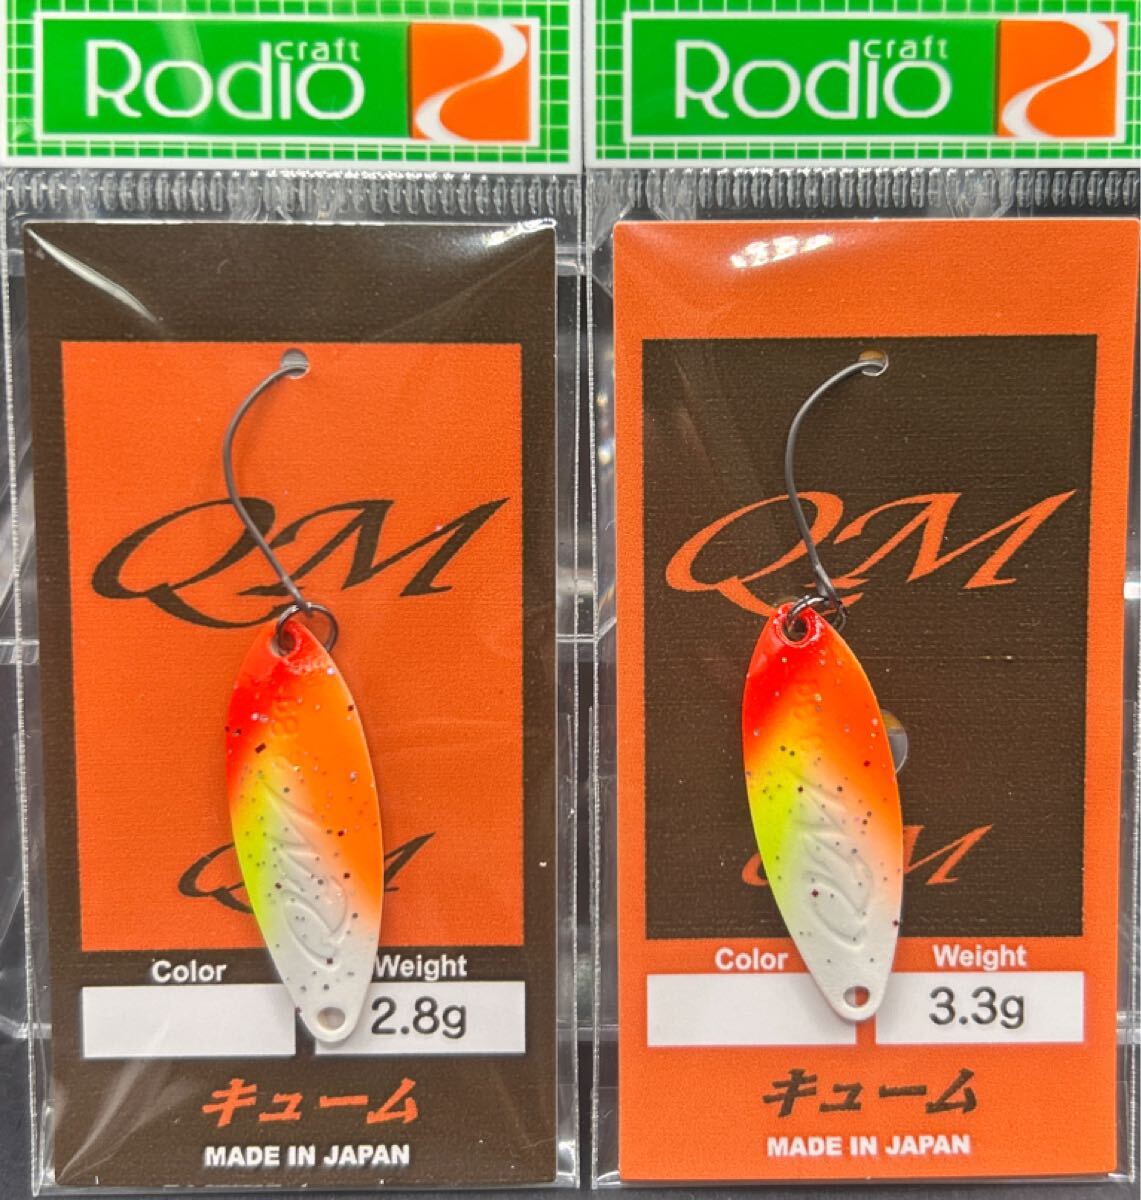 Rodio craft
QM
QM
Color
Weight
2.8g
キューム
MADE IN JAPAN
Rodio craft
QM
QM
Color
Weight
3.3g
キューム
MADE IN JAPAN